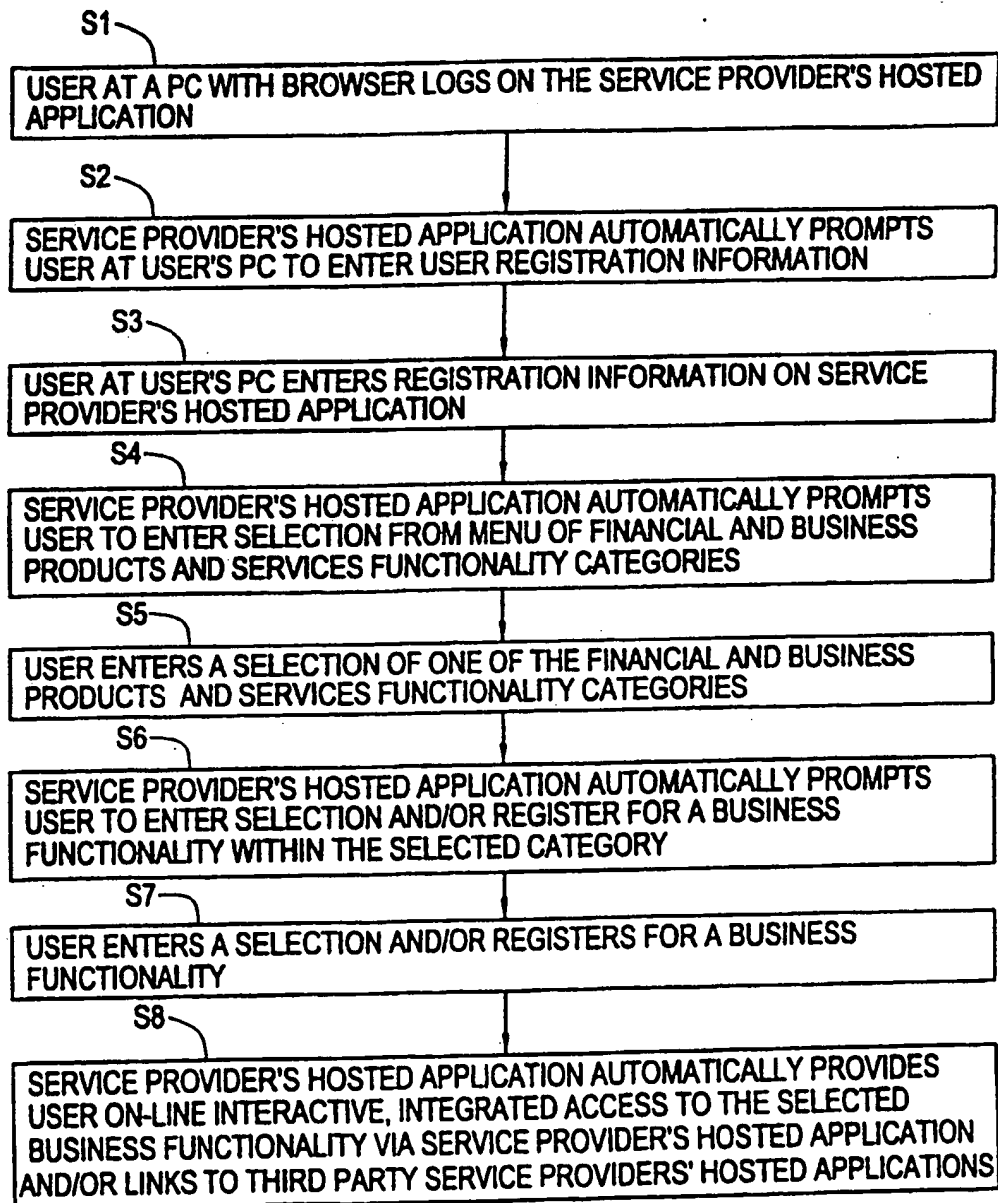 S1
USER AT A PC WITH BROWSER LOGS ON THE SERVICE PROVIDER'S HOSTED
APPLICATION
S2
SERVICE PROVIDER'S HOSTED APPLICATION AUTOMATICALLY PROMPTS
USER AT USER'S PC TO ENTER USER REGISTRATION INFORMATION
S3
USER AT USER'S PC ENTERS REGISTRATION INFORMATION ON SERVICE
PROVIDER'S HOSTED APPLICATION
S4
SERVICE PROVIDER'S HOSTED APPLICATION AUTOMATICALLY PROMPTS
USER TO ENTER SELECTION FROM MENU OF FINANCIAL AND BUSINESS
PRODUCTS AND SERVICES FUNCTIONALITY CATEGORIES
S5
USER ENTERS A SELECTION OF ONE OF THE FINANCIAL AND BUSINESS
PRODUCTS AND SERVICES FUNCTIONALITY CATEGORIES
S6
SERVICE PROVIDER'S HOSTED APPLICATION AUTOMATICALLY PROMPTS
USER TO ENTER SELECTION AND/OR REGISTER FOR A BUSINESS
FUNCTIONALITY WITHIN THE SELECTED CATEGORY
S7
USER ENTERS A SELECTION AND/OR REGISTERS FOR A BUSINESS
FUNCTIONALITY
S8
SERVICE PROVIDER'S HOSTED APPLICATION AUTOMATICALLY PROVIDES
USER ON-LINE INTERACTIVE, INTEGRATED ACCESS TO THE SELECTED
BUSINESS FUNCTIONALITY VIA SERVICE PROVIDER'S HOSTED APPLICATION
AND/OR LINKS TO THIRD PARTY SERVICE PROVIDERS' HOSTED APPLICATIONS